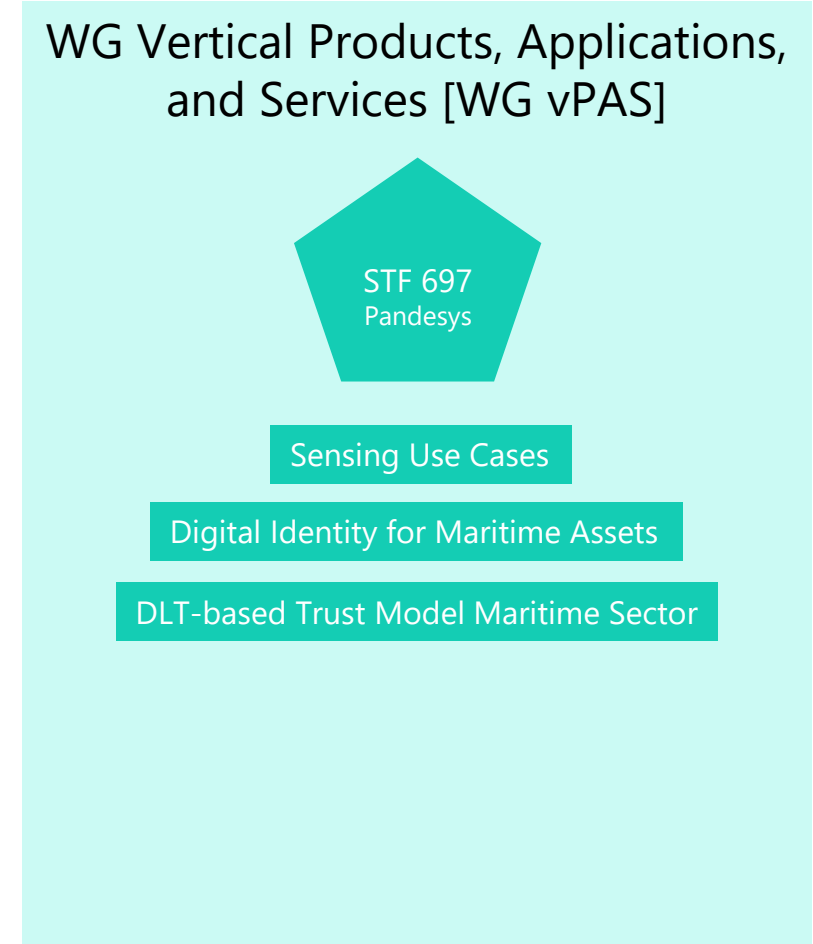 WG Vertical Products, Applications,
and Services [WG vPAS]
STF 697
Pandesys
Sensing Use Cases
Digital Identity for Maritime Assets
DLT-based Trust Model Maritime Sector